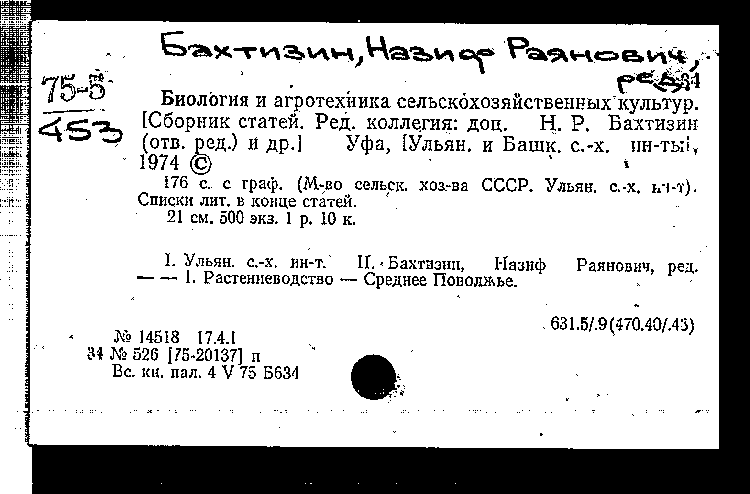 Бахтизин, Назиф Раянович,
ред. 34
75-5
453
Биология и агротехника сельскохозяйственных культур.
[Сборник статей. Ред. коллегия: доц. Н. Р. Бахтизин
(отв. ред.) и др.] Уфа, [Ульян. и Башк. с.-х. ин-ты],
1974 ©
176 с. с граф. (М-во сельск. хоз-ва СССР. Ульян. с.-х. ин-т).
Списки лит. в конце статей.
21 см. 500 экз. 1 р. 10 к.
I. Ульян. с.-х. ин-т. II. Бахтизин, Назиф Раянович, ред.
— — 1. Растениеводство — Среднее Поволжье.
631.5/.9(470.40/.43)
№ 14518 17.4.1
34 № 526 [75-20137] п
Вс. кн. пал. 4 V 75 Б634